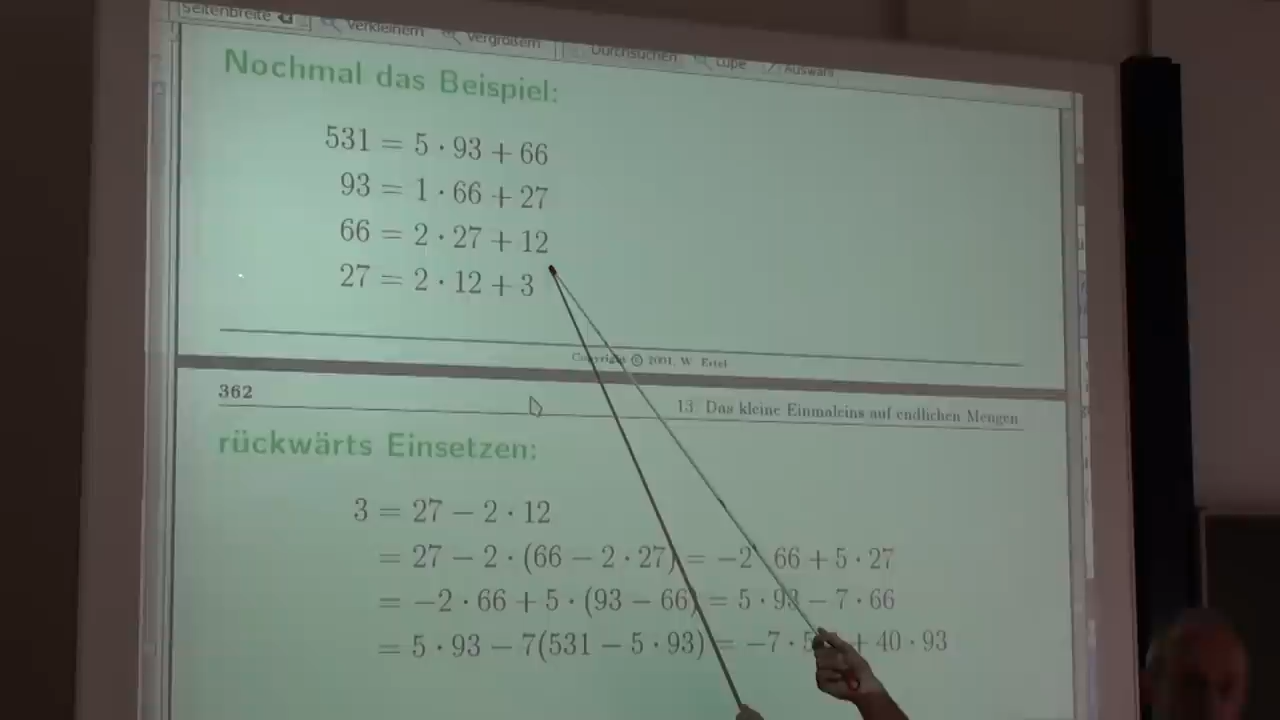 Seitenbreite Verkleinern Vergrößern Durchsuchen Lupe Auswahl
Nochmal das Beispiel:
531 = 5 · 93 + 66
93 = 1 · 66 + 27
66 = 2 · 27 + 12
27 = 2 · 12 + 3
Copyright © 2001, W. Ertel
362 13 Das kleine Einmaleins auf endlichen Mengen
rückwärts Einsetzen:
3 = 27 − 2 · 12
= 27 − 2 · (66 − 2 · 27) = −2 · 66 + 5 · 27
= −2 · 66 + 5 · (93 − 66) = 5 · 93 − 7 · 66
= 5 · 93 − 7(531 − 5 · 93) = −7 · + 40 · 93